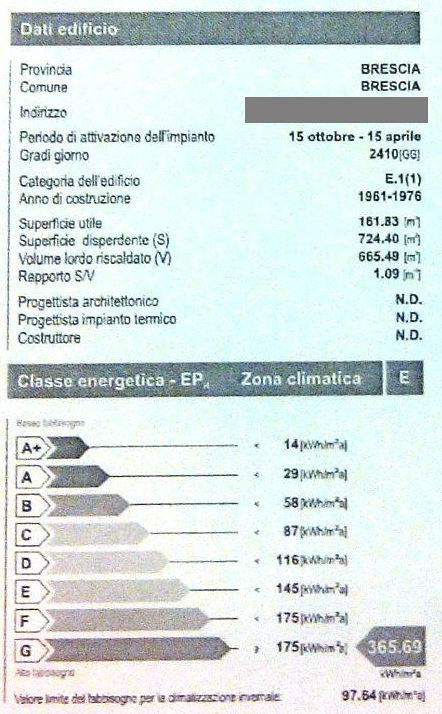 Dati edificio
Provincia BRESCIA
Comune BRESCIA
Indirizzo
Periodo di attivazione dell'impianto 15 ottobre - 15 aprile
Gradi giorno 2410[GG]
Categoria dell'edificio E.1(1)
Anno di costruzione 1961-1976
Superficie utile 161.83 [m²]
Superficie disperdente (S) 724.40 [m²]
Volume lordo riscaldato (V) 665.49 [m³]
Rapporto S/V 1.09 [m⁻¹]
Progettista architettonico N.D.
Progettista impianto termico N.D.
Costruttore N.D.
Classe energetica - EPH Zona climatica E
Basso fabbisogno
A+ < 14[kWh/m²a]
A < 29[kWh/m²a]
B < 58[kWh/m²a]
C < 87[kWh/m²a]
D < 116[kWh/m²a]
E < 145[kWh/m²a]
F < 175[kWh/m²a]
G ≥ 175[kWh/m²a] 365.69
Alto fabbisogno kWh/m²a
Valore limite del fabbisogno per la climatizzazione invernale: 97.64 [kWh/m²a]